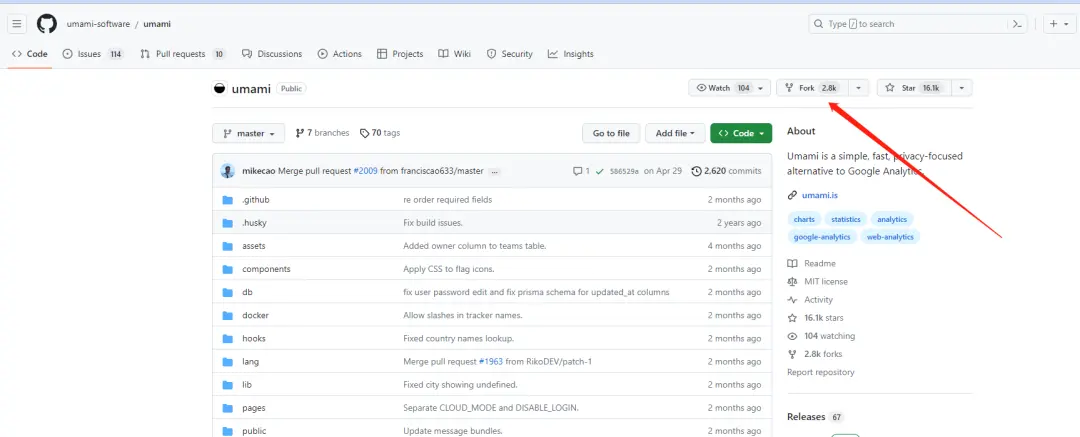 umami-software / umami
Type / to search
Code Issues 114 Pull requests 10 Discussions Actions Projects Wiki Security Insights
umami Public
Watch 104 Fork 2.8k Star 16.1k
master 7 branches 70 tags Go to file Add file Code
mikecao Merge pull request #2009 from franciscao633/master ... 1 586529a on Apr 29 2,620 commits
.github re order required fields 2 months ago
.husky Fix build issues. 2 years ago
assets Added owner column to teams table. 4 months ago
components Apply CSS to flag icons. 2 months ago
db fix user password edit and fix prisma schema for updated_at columns 2 months ago
docker Allow slashes in tracker names. 2 months ago
hooks Fixed country names lookup. 2 months ago
lang Merge pull request #1963 from RikoDEV/patch-1 2 months ago
lib Fixed city showing undefined. 2 months ago
pages Separate CLOUD_MODE and DISABLE_LOGIN. 2 months ago
public Update message bundles. 2 months ago
About
Umami is a simple, fast, privacy-focused
alternative to Google Analytics.
umami.is
charts statistics analytics
google-analytics web-analytics
Readme
MIT license
Activity
16.1k stars
104 watching
2.8k forks
Report repository
Releases 67